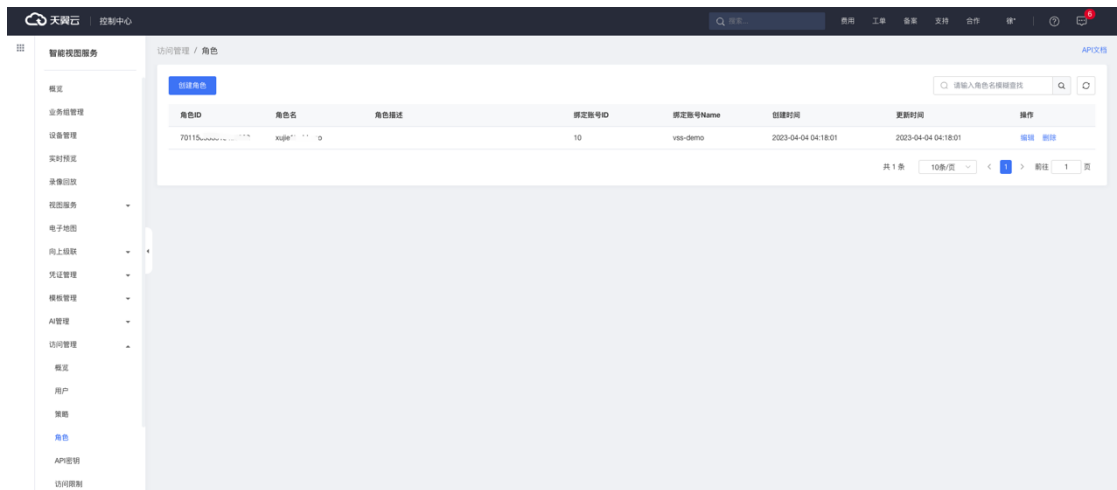 天翼云 控制中心 搜索... 费用 工单 备案 支持 合作 徐* 6
智能视图服务
访问管理 / 角色 API文档
概览
业务组管理
设备管理
实时预览
录像回放
视图服务
电子地图
向上级联
凭证管理
模板管理
AI管理
访问管理
概览
用户
策略
角色
API密钥
访问限制
创建角色 请输入角色名模糊查找
角色ID 角色名 角色描述 绑定账号ID 绑定账号Name 创建时间 更新时间 操作
10 vss-demo 2023-04-04 04:18:01 2023-04-04 04:18:01 编辑 删除
共 1 条 10条/页 1 前往 1 页